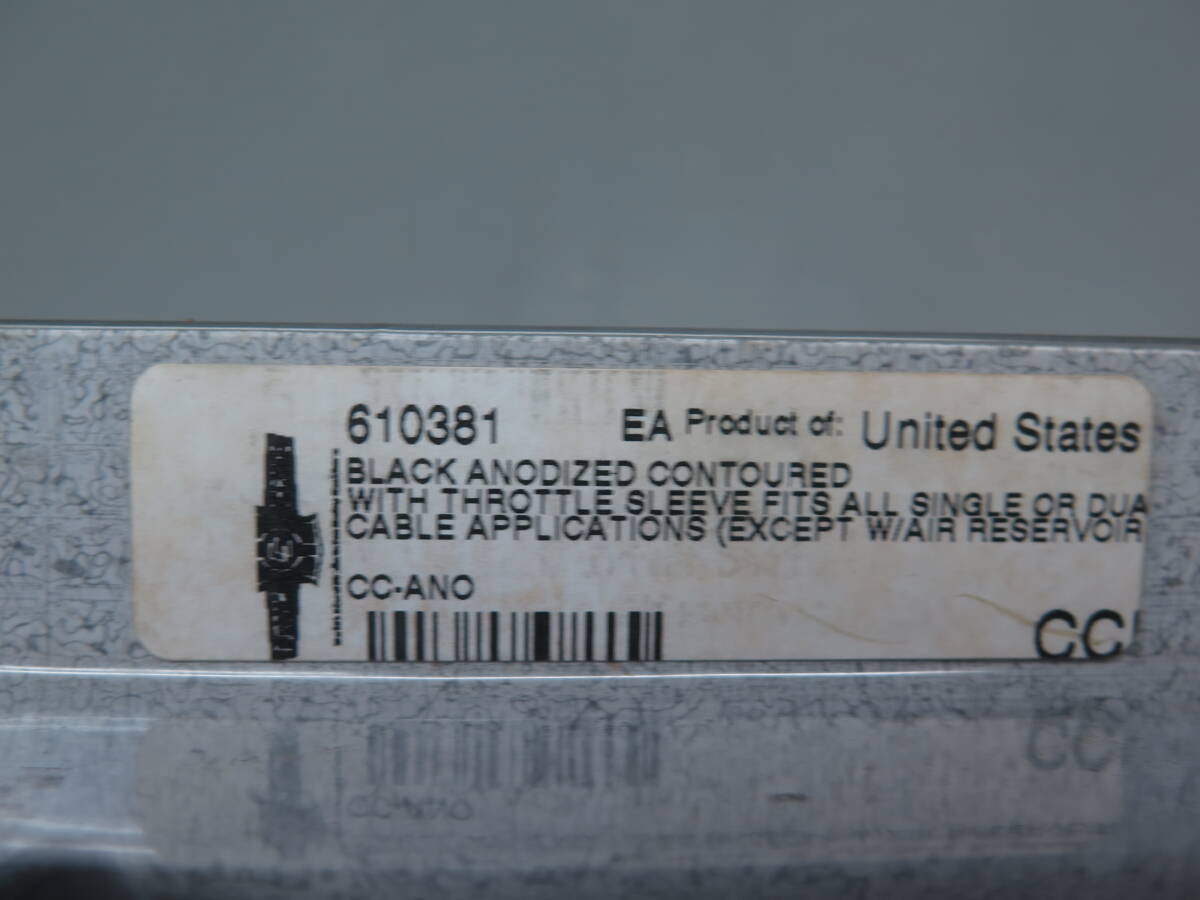 610381 EA Product of: United States
BLACK ANODIZED CONTOURED
WITH THROTTLE SLEEVE FITS ALL SINGLE OR DUA
CABLE APPLICATIONS (EXCEPT W/AIR RESERVOIR
CC-ANO
CC